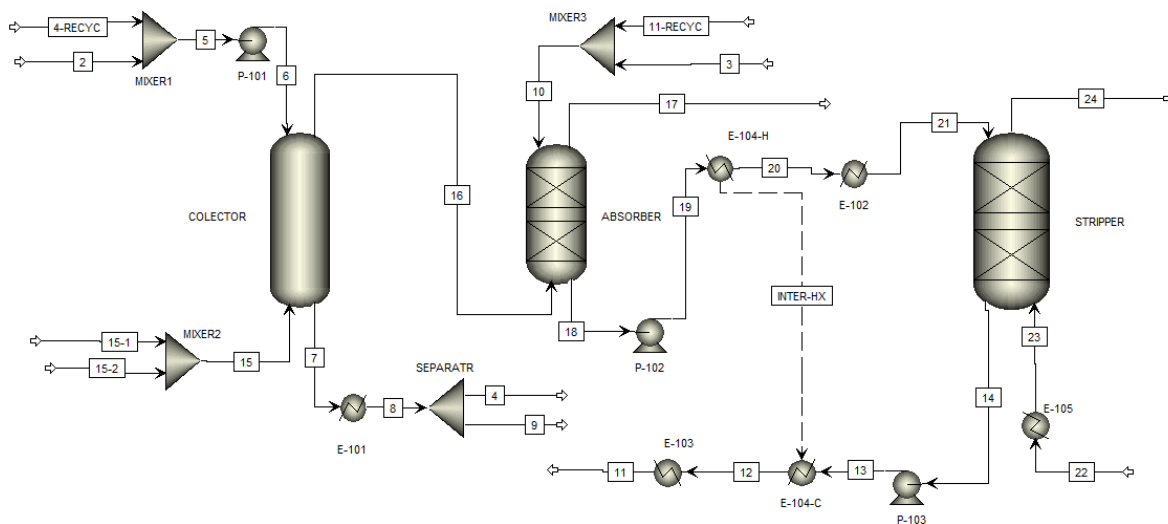 4-RECYC
2
MIXER1
5
P-101
6
COLECTOR
16
MIXER3
11-RECYC
3
10
17
ABSORBER
18
P-102
19
E-104-H
20
E-102
21
24
STRIPPER
INTER-HX
15-1
15-2
MIXER2
15
7
E-101
8
SEPARATR
4
9
11
E-103
12
E-104-C
13
P-103
14
23
E-105
22